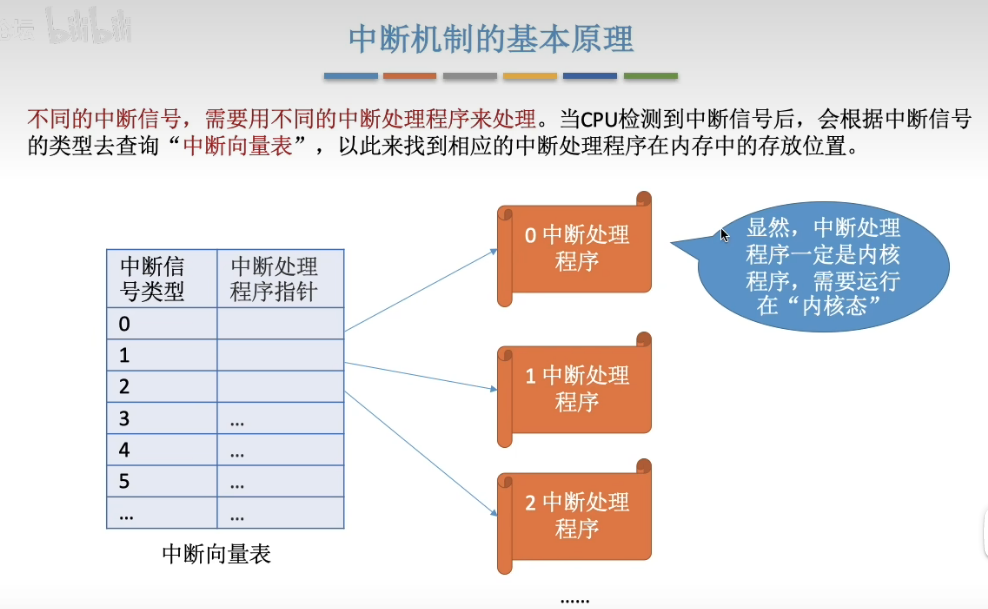 bilibili
中断机制的基本原理
不同的中断信号，需要用不同的中断处理程序来处理。当CPU检测到中断信号后，会根据中断信号
的类型去查询“中断向量表”，以此来找到相应的中断处理程序在内存中的存放位置。
中断信
号类型
中断处理
程序指针
0
1
2
3 ...
4 ...
5 ...
... ...
中断向量表
0 中断处理
程序
1 中断处理
程序
2 中断处理
程序
......
显然，中断处理
程序一定是内核
程序，需要运行
在“内核态”